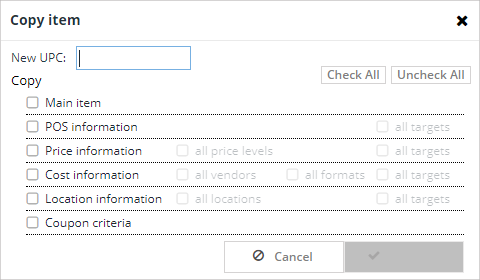 Copy item
New UPC:
Copy
Check All Uncheck All
Main item
POS information all targets
Price information all price levels all targets
Cost information all vendors all formats all targets
Location information all locations all targets
Coupon criteria
Cancel